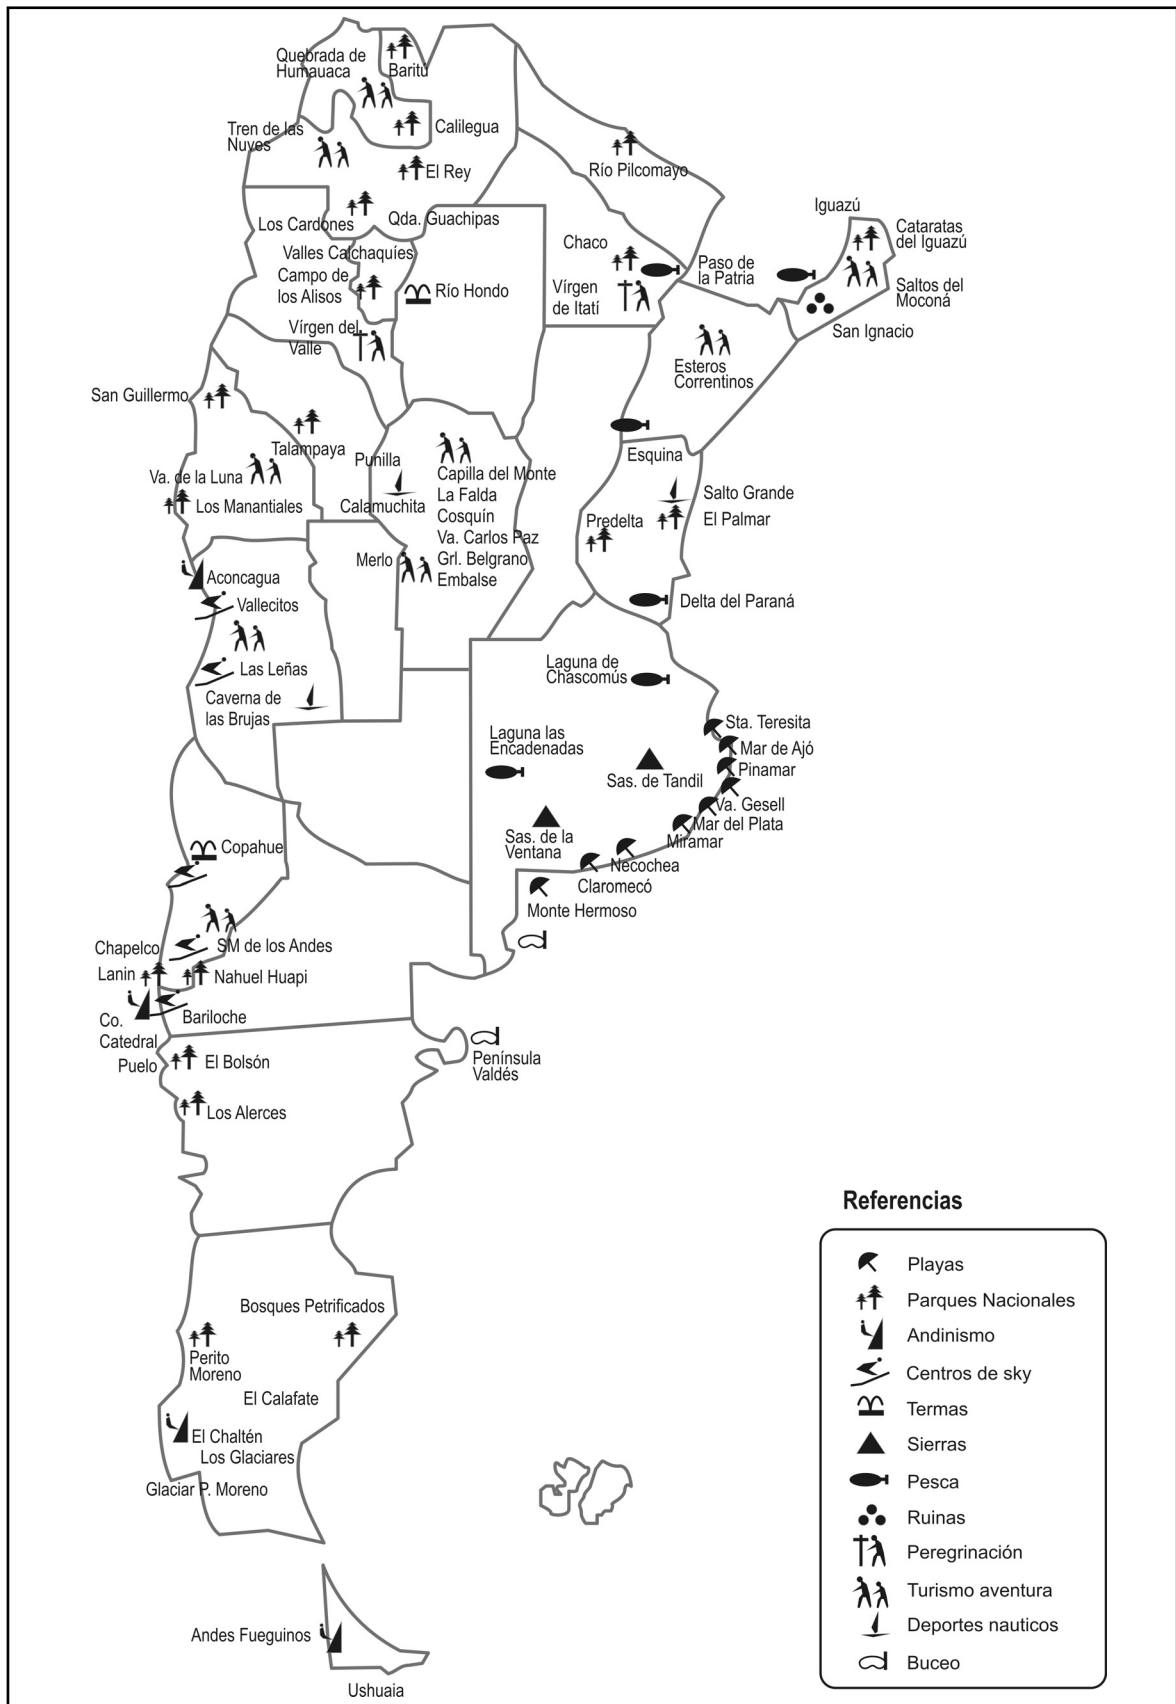 Quebrada de
Humauaca
Baritú
Tren de las
Nuves
Calilegua
El Rey
Río Pilcomayo
Los Cardones
Qda. Guachipas
Iguazú
Cataratas
del Iguazú
Valles Calchaquíes
Chaco
Campo de
los Alisos
Paso de
la Patria
Río Hondo
Vírgen
de Itatí
Saltos del
Moconá
Vírgen del
Valle
San Ignacio
Esteros
Correntinos
San Guillermo
Talampaya
Punilla
Esquina
Va. de la Luna
Capilla del Monte
La Falda
Cosquín
Va. Carlos Paz
Grl. Belgrano
Embalse
Los Manantiales
Calamuchita
Salto Grande
Predelta
El Palmar
Merlo
Aconcagua
Vallecitos
Delta del Paraná
Las Leñas
Laguna de
Chascomús
Caverna de
las Brujas
Sta. Teresita
Laguna las
Encadenadas
Mar de Ajó
Pinamar
Sas. de Tandil
Va. Gesell
Mar del Plata
Miramar
Sas. de la
Ventana
Copahue
Necochea
Claromecó
Monte Hermoso
Chapelco
SM de los Andes
Lanin
Nahuel Huapi
Co.
Catedral
Bariloche
Puelo
El Bolsón
Península
Valdés
Los Alerces
Bosques Petrificados
Perito
Moreno
El Calafate
El Chaltén
Los Glaciares
Glaciar P. Moreno
Andes Fueguinos
Ushuaia
Referencias
Playas
Parques Nacionales
Andinismo
Centros de sky
Termas
Sierras
Pesca
Ruinas
Peregrinación
Turismo aventura
Deportes nauticos
Buceo